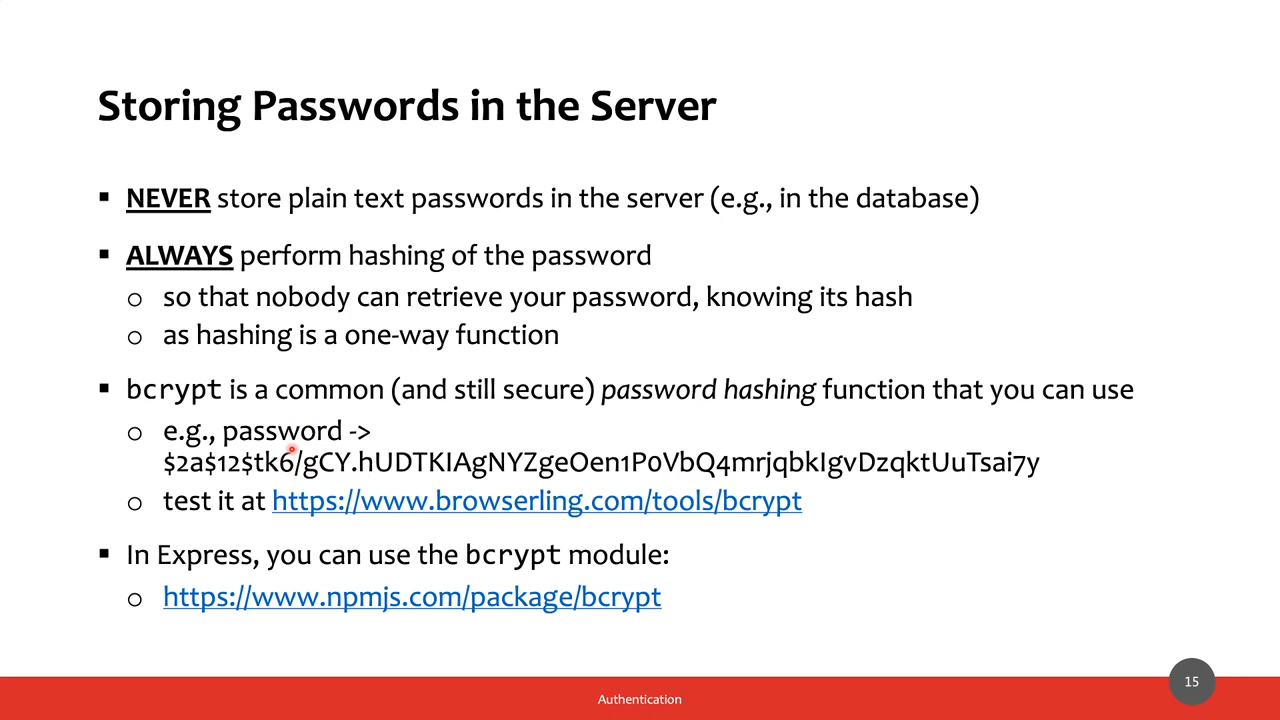 Storing Passwords in the Server
▪ NEVER store plain text passwords in the server (e.g., in the database)
▪ ALWAYS perform hashing of the password
o so that nobody can retrieve your password, knowing its hash
o as hashing is a one-way function
▪ bcrypt is a common (and still secure) password hashing function that you can use
o e.g., password ->
$2a$12$tk6/gCY.hUDTKIAgNYZgeOen1P0VbQ4mrjqbkIgvDzqktUuTsai7y
o test it at https://www.browserling.com/tools/bcrypt
▪ In Express, you can use the bcrypt module:
o https://www.npmjs.com/package/bcrypt
15
Authentication